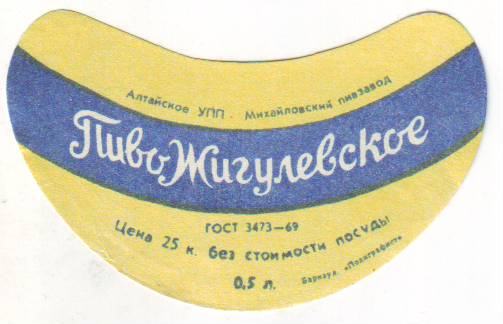 Алтайское УПП - Михайловский пивзавод
Пиво Жигулевское
ГОСТ 3473—69
Цена 25 к. без стоимости посуды
0,5 л.
Барнаул, «Полиграфист»